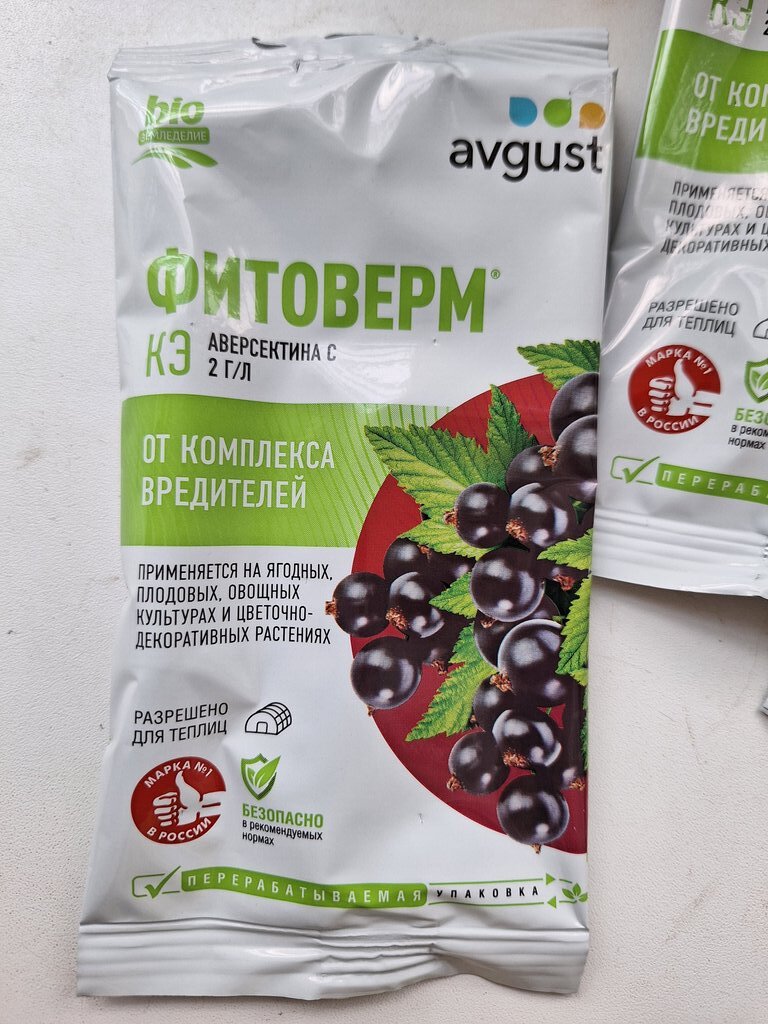 bio
ЗЕМЛЕДЕЛИЕ
avgust
ФИТОВЕРМ®
КЭ АВЕРСЕКТИНА С
2 Г/Л
ОТ КОМПЛЕКСА
ВРЕДИТЕЛЕЙ
ПРИМЕНЯЕТСЯ НА ЯГОДНЫХ,
ПЛОДОВЫХ, ОВОЩНЫХ
КУЛЬТУРАХ И ЦВЕТОЧНО-
ДЕКОРАТИВНЫХ РАСТЕНИЯХ
РАЗРЕШЕНО
ДЛЯ ТЕПЛИЦ
МАРКА №1
В РОССИИ
БЕЗОПАСНО
в рекомендуемых
нормах
ПЕРЕРАБАТЫВАЕМАЯ УПАКОВКА
КЭ
ОТ КОМ
ВРЕДИ
ПРИМЕНЯЕТСЯ
ПЛОДОВЫХ,
КУЛЬТУРАХ И Ц
ДЕКОРАТИВНЫХ
РАЗРЕШЕНО
ДЛЯ ТЕПЛИЦ
МАРКА №1
В РОССИИ
БЕЗО
в реком
нормах
ПЕРЕРАБ